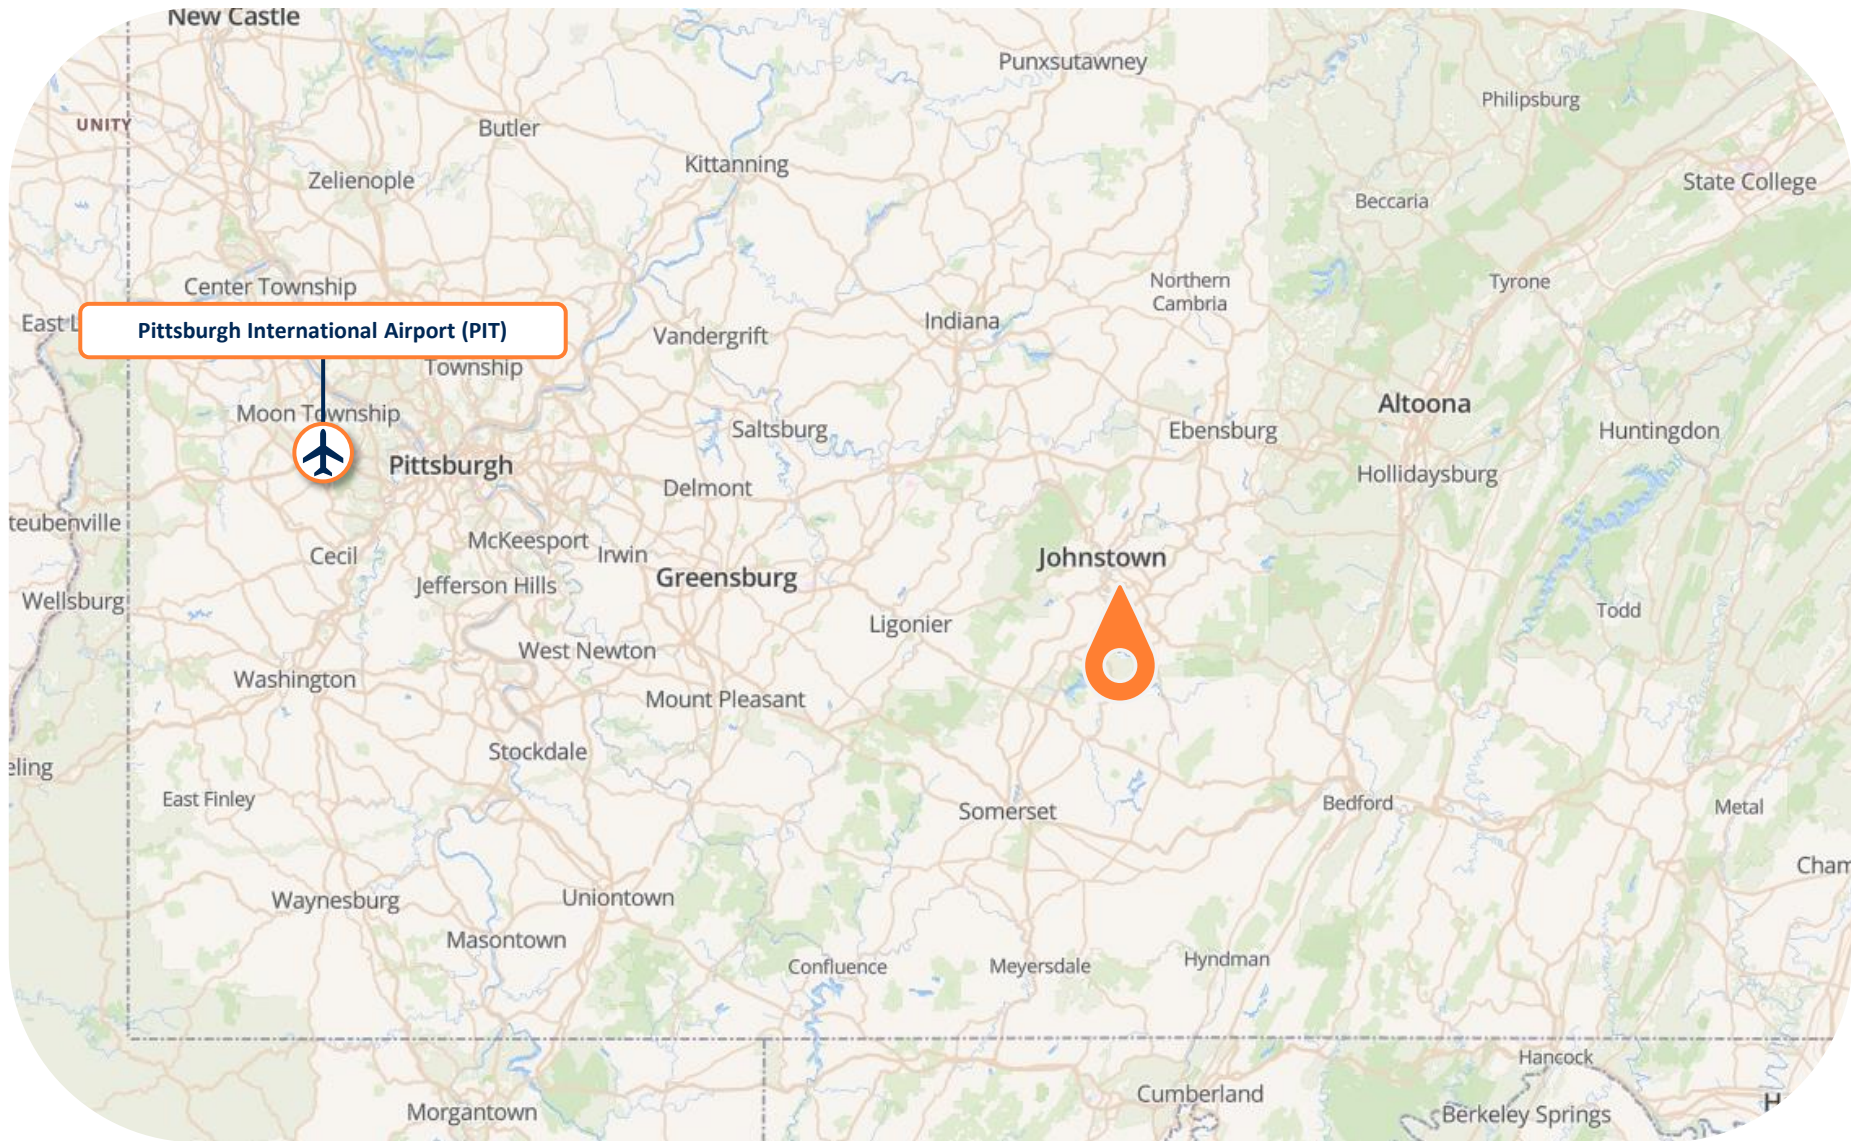 New Castle
Punxsutawney
Philipsburg
UNITY
Butler
Kittanning
Zelienople
State College
Beccaria
Center Township
Northern
Cambria
Tyrone
East L
Pittsburgh International Airport (PIT)
Indiana
Vandergrift
Township
Moon Township
Altoona
Saltsburg
Ebensburg
Huntingdon
Pittsburgh
Hollidaysburg
Delmont
teubenville
McKeesport
Irwin
Cecil
Johnstown
Greensburg
Jefferson Hills
Wellsburg
Ligonier
Todd
West Newton
Washington
Mount Pleasant
Stockdale
eling
East Finley
Somerset
Bedford
Metal
Cham
Waynesburg
Uniontown
Masontown
Confluence
Meyersdale
Hyndman
Hancock
Cumberland
Morgantown
Berkeley Springs
H